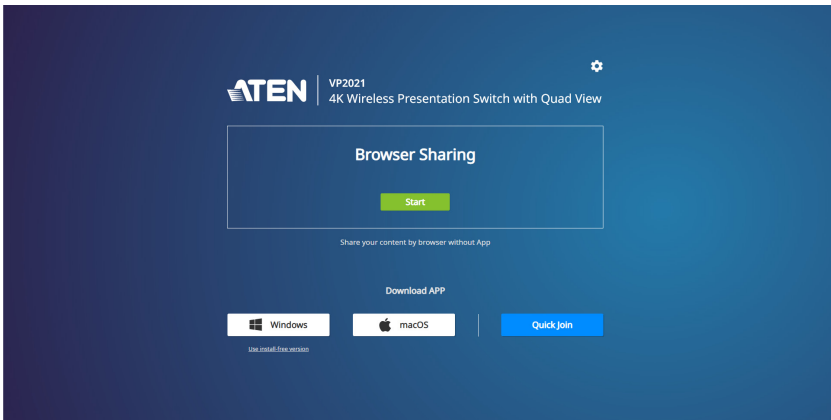 ATEN
VP2021
4K Wireless Presentation Switch with Quad View
Browser Sharing
Start
Share your content by browser without App
Download APP
Windows
macOS
Quick Join
Use install-free version